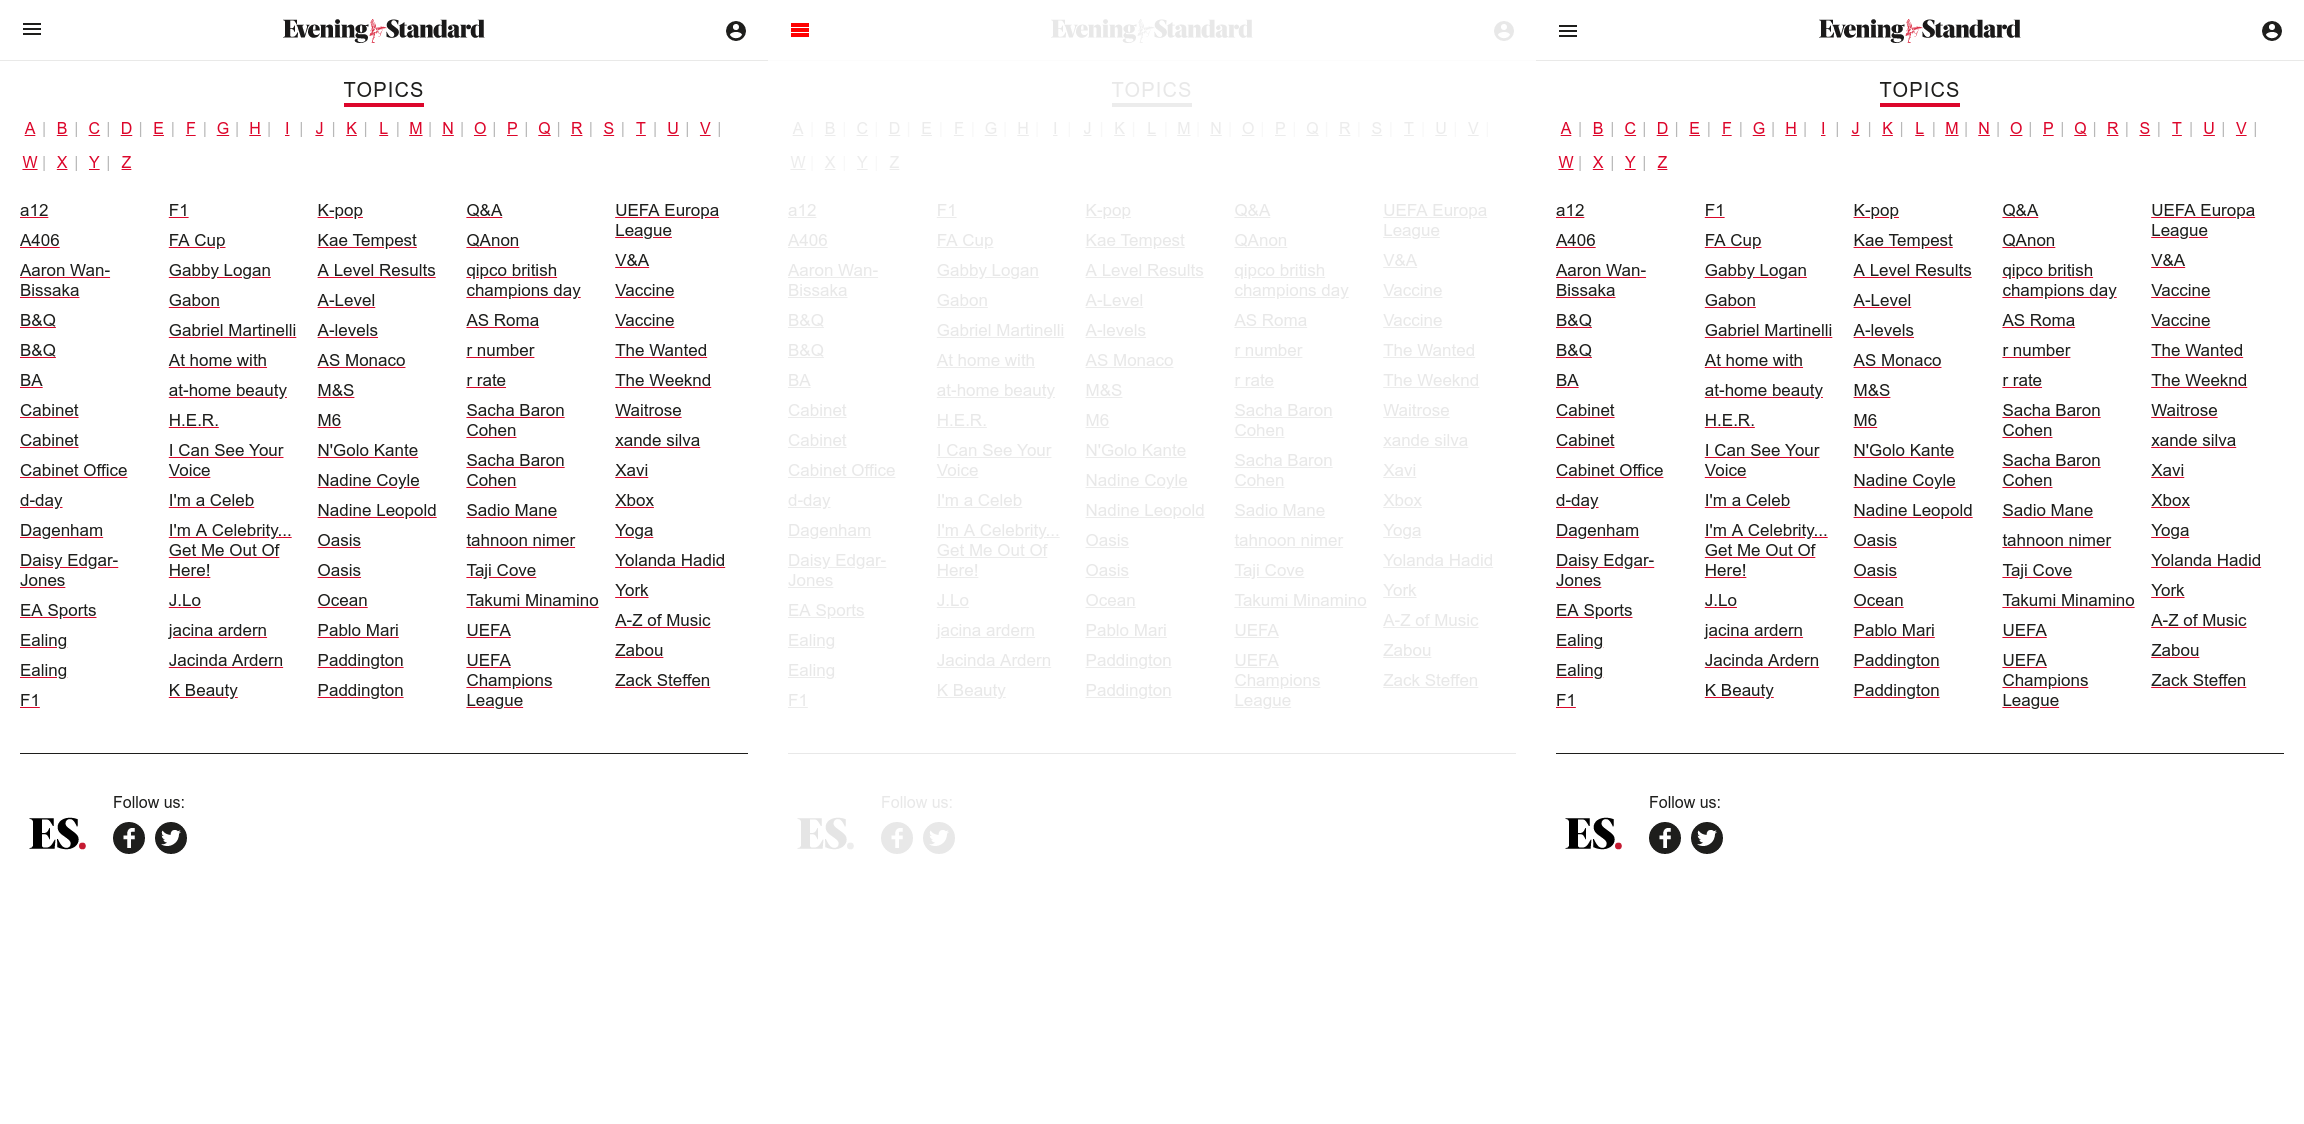 Evening Standard
TOPICS
A | B | C | D | E | F | G | H | I | J | K | L | M | N | O | P | Q | R | S | T | U | V |
W | X | Y | Z
a12
A406
Aaron Wan-
Bissaka
B&Q
B&Q
BA
Cabinet
Cabinet
Cabinet Office
d-day
Dagenham
Daisy Edgar-
Jones
EA Sports
Ealing
Ealing
F1
F1
FA Cup
Gabby Logan
Gabon
Gabriel Martinelli
At home with
at-home beauty
H.E.R.
I Can See Your
Voice
I'm a Celeb
I'm A Celebrity...
Get Me Out Of
Here!
J.Lo
jacina ardern
Jacinda Ardern
K Beauty
K-pop
Kae Tempest
A Level Results
A-Level
A-levels
AS Monaco
M&S
M6
N'Golo Kante
Nadine Coyle
Nadine Leopold
Oasis
Oasis
Ocean
Pablo Mari
Paddington
Paddington
Q&A
QAnon
qipco british
champions day
AS Roma
r number
r rate
Sacha Baron
Cohen
Sacha Baron
Cohen
Sadio Mane
tahnoon nimer
Taji Cove
Takumi Minamino
UEFA
UEFA
Champions
League
UEFA Europa
League
V&A
Vaccine
Vaccine
The Wanted
The Weeknd
Waitrose
xande silva
Xavi
Xbox
Yoga
Yolanda Hadid
York
A-Z of Music
Zabou
Zack Steffen
ES.
Follow us:
Evening Standard
TOPICS
A | B | C | D | E | F | G | H | I | J | K | L | M | N | O | P | Q | R | S | T | U | V |
W | X | Y | Z
a12
A406
Aaron Wan-
Bissaka
B&Q
B&Q
BA
Cabinet
Cabinet
Cabinet Office
d-day
Dagenham
Daisy Edgar-
Jones
EA Sports
Ealing
Ealing
F1
F1
FA Cup
Gabby Logan
Gabon
Gabriel Martinelli
At home with
at-home beauty
H.E.R.
I Can See Your
Voice
I'm a Celeb
I'm A Celebrity...
Get Me Out Of
Here!
J.Lo
jacina ardern
Jacinda Ardern
K Beauty
K-pop
Kae Tempest
A Level Results
A-Level
A-levels
AS Monaco
M&S
M6
N'Golo Kante
Nadine Coyle
Nadine Leopold
Oasis
Oasis
Ocean
Pablo Mari
Paddington
Paddington
Q&A
QAnon
qipco british
champions day
AS Roma
r number
r rate
Sacha Baron
Cohen
Sacha Baron
Cohen
Sadio Mane
tahnoon nimer
Taji Cove
Takumi Minamino
UEFA
UEFA
Champions
League
UEFA Europa
League
V&A
Vaccine
Vaccine
The Wanted
The Weeknd
Waitrose
xande silva
Xavi
Xbox
Yoga
Yolanda Hadid
York
A-Z of Music
Zabou
Zack Steffen
ES.
Follow us:
Evening Standard
TOPICS
A | B | C | D | E | F | G | H | I | J | K | L | M | N | O | P | Q | R | S | T | U | V |
W | X | Y | Z
a12
A406
Aaron Wan-
Bissaka
B&Q
B&Q
BA
Cabinet
Cabinet
Cabinet Office
d-day
Dagenham
Daisy Edgar-
Jones
EA Sports
Ealing
Ealing
F1
F1
FA Cup
Gabby Logan
Gabon
Gabriel Martinelli
At home with
at-home beauty
H.E.R.
I Can See Your
Voice
I'm a Celeb
I'm A Celebrity...
Get Me Out Of
Here!
J.Lo
jacina ardern
Jacinda Ardern
K Beauty
K-pop
Kae Tempest
A Level Results
A-Level
A-levels
AS Monaco
M&S
M6
N'Golo Kante
Nadine Coyle
Nadine Leopold
Oasis
Oasis
Ocean
Pablo Mari
Paddington
Paddington
Q&A
QAnon
qipco british
champions day
AS Roma
r number
r rate
Sacha Baron
Cohen
Sacha Baron
Cohen
Sadio Mane
tahnoon nimer
Taji Cove
Takumi Minamino
UEFA
UEFA
Champions
League
UEFA Europa
League
V&A
Vaccine
Vaccine
The Wanted
The Weeknd
Waitrose
xande silva
Xavi
Xbox
Yoga
Yolanda Hadid
York
A-Z of Music
Zabou
Zack Steffen
ES.
Follow us: